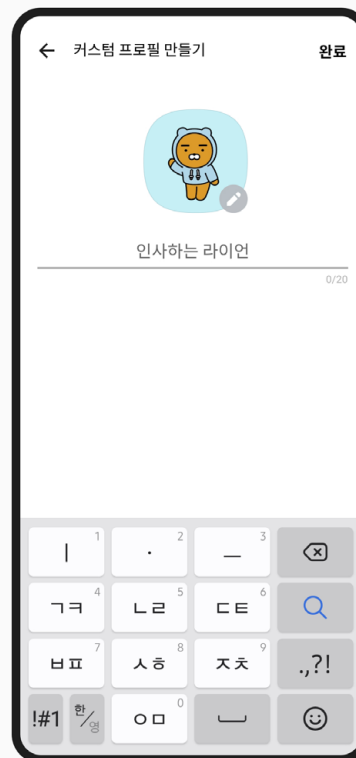 ← 커스텀 프로필 만들기 완료
인사하는 라이언
0/20
ㅣ 1 · 2 ㅡ 3
ㄱㅋ 4 ㄴㄹ 5 ㄷㅌ 6
ㅂㅍ 7 ㅅㅎ 8 ㅈㅊ 9 .,?!
!#1 한/영 ㅇㅁ 0